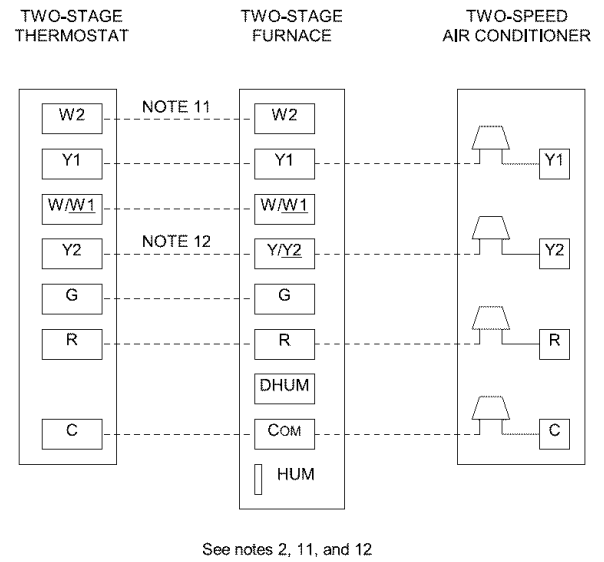 TWO-STAGE THERMOSTAT
TWO-STAGE FURNACE
TWO-SPEED AIR CONDITIONER
W2 NOTE 11 W2
Y1 Y1 Y1
W/W1 W/W1
Y2 NOTE 12 Y/Y2 Y2
G G
R R R
DHUM
C COM C
HUM
See notes 2, 11, and 12